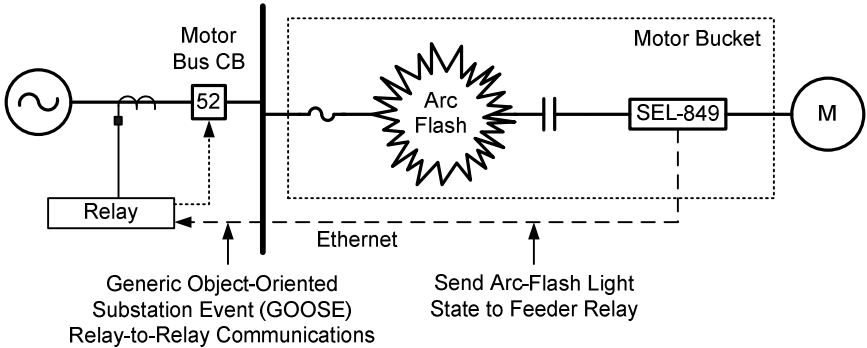 Motor
Bus CB
Motor Bucket
52
Arc
Flash
SEL-849
M
Relay
Ethernet
Generic Object-Oriented
Substation Event (GOOSE)
Relay-to-Relay Communications
Send Arc-Flash Light
State to Feeder Relay